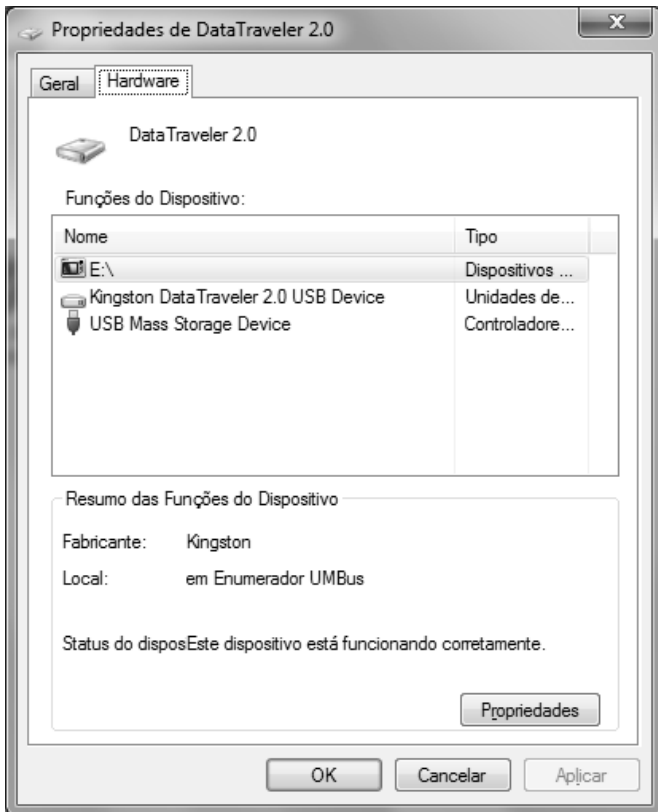 Propriedades de DataTraveler 2.0
Geral Hardware
DataTraveler 2.0
Funções do Dispositivo:
Nome Tipo
E:\ Dispositivos ...
Kingston DataTraveler 2.0 USB Device Unidades de...
USB Mass Storage Device Controladore...
Resumo das Funções do Dispositivo
Fabricante: Kingston
Local: em Enumerador UMBus
Status do disposEste dispositivo está funcionando corretamente.
Propriedades
OK Cancelar Aplicar